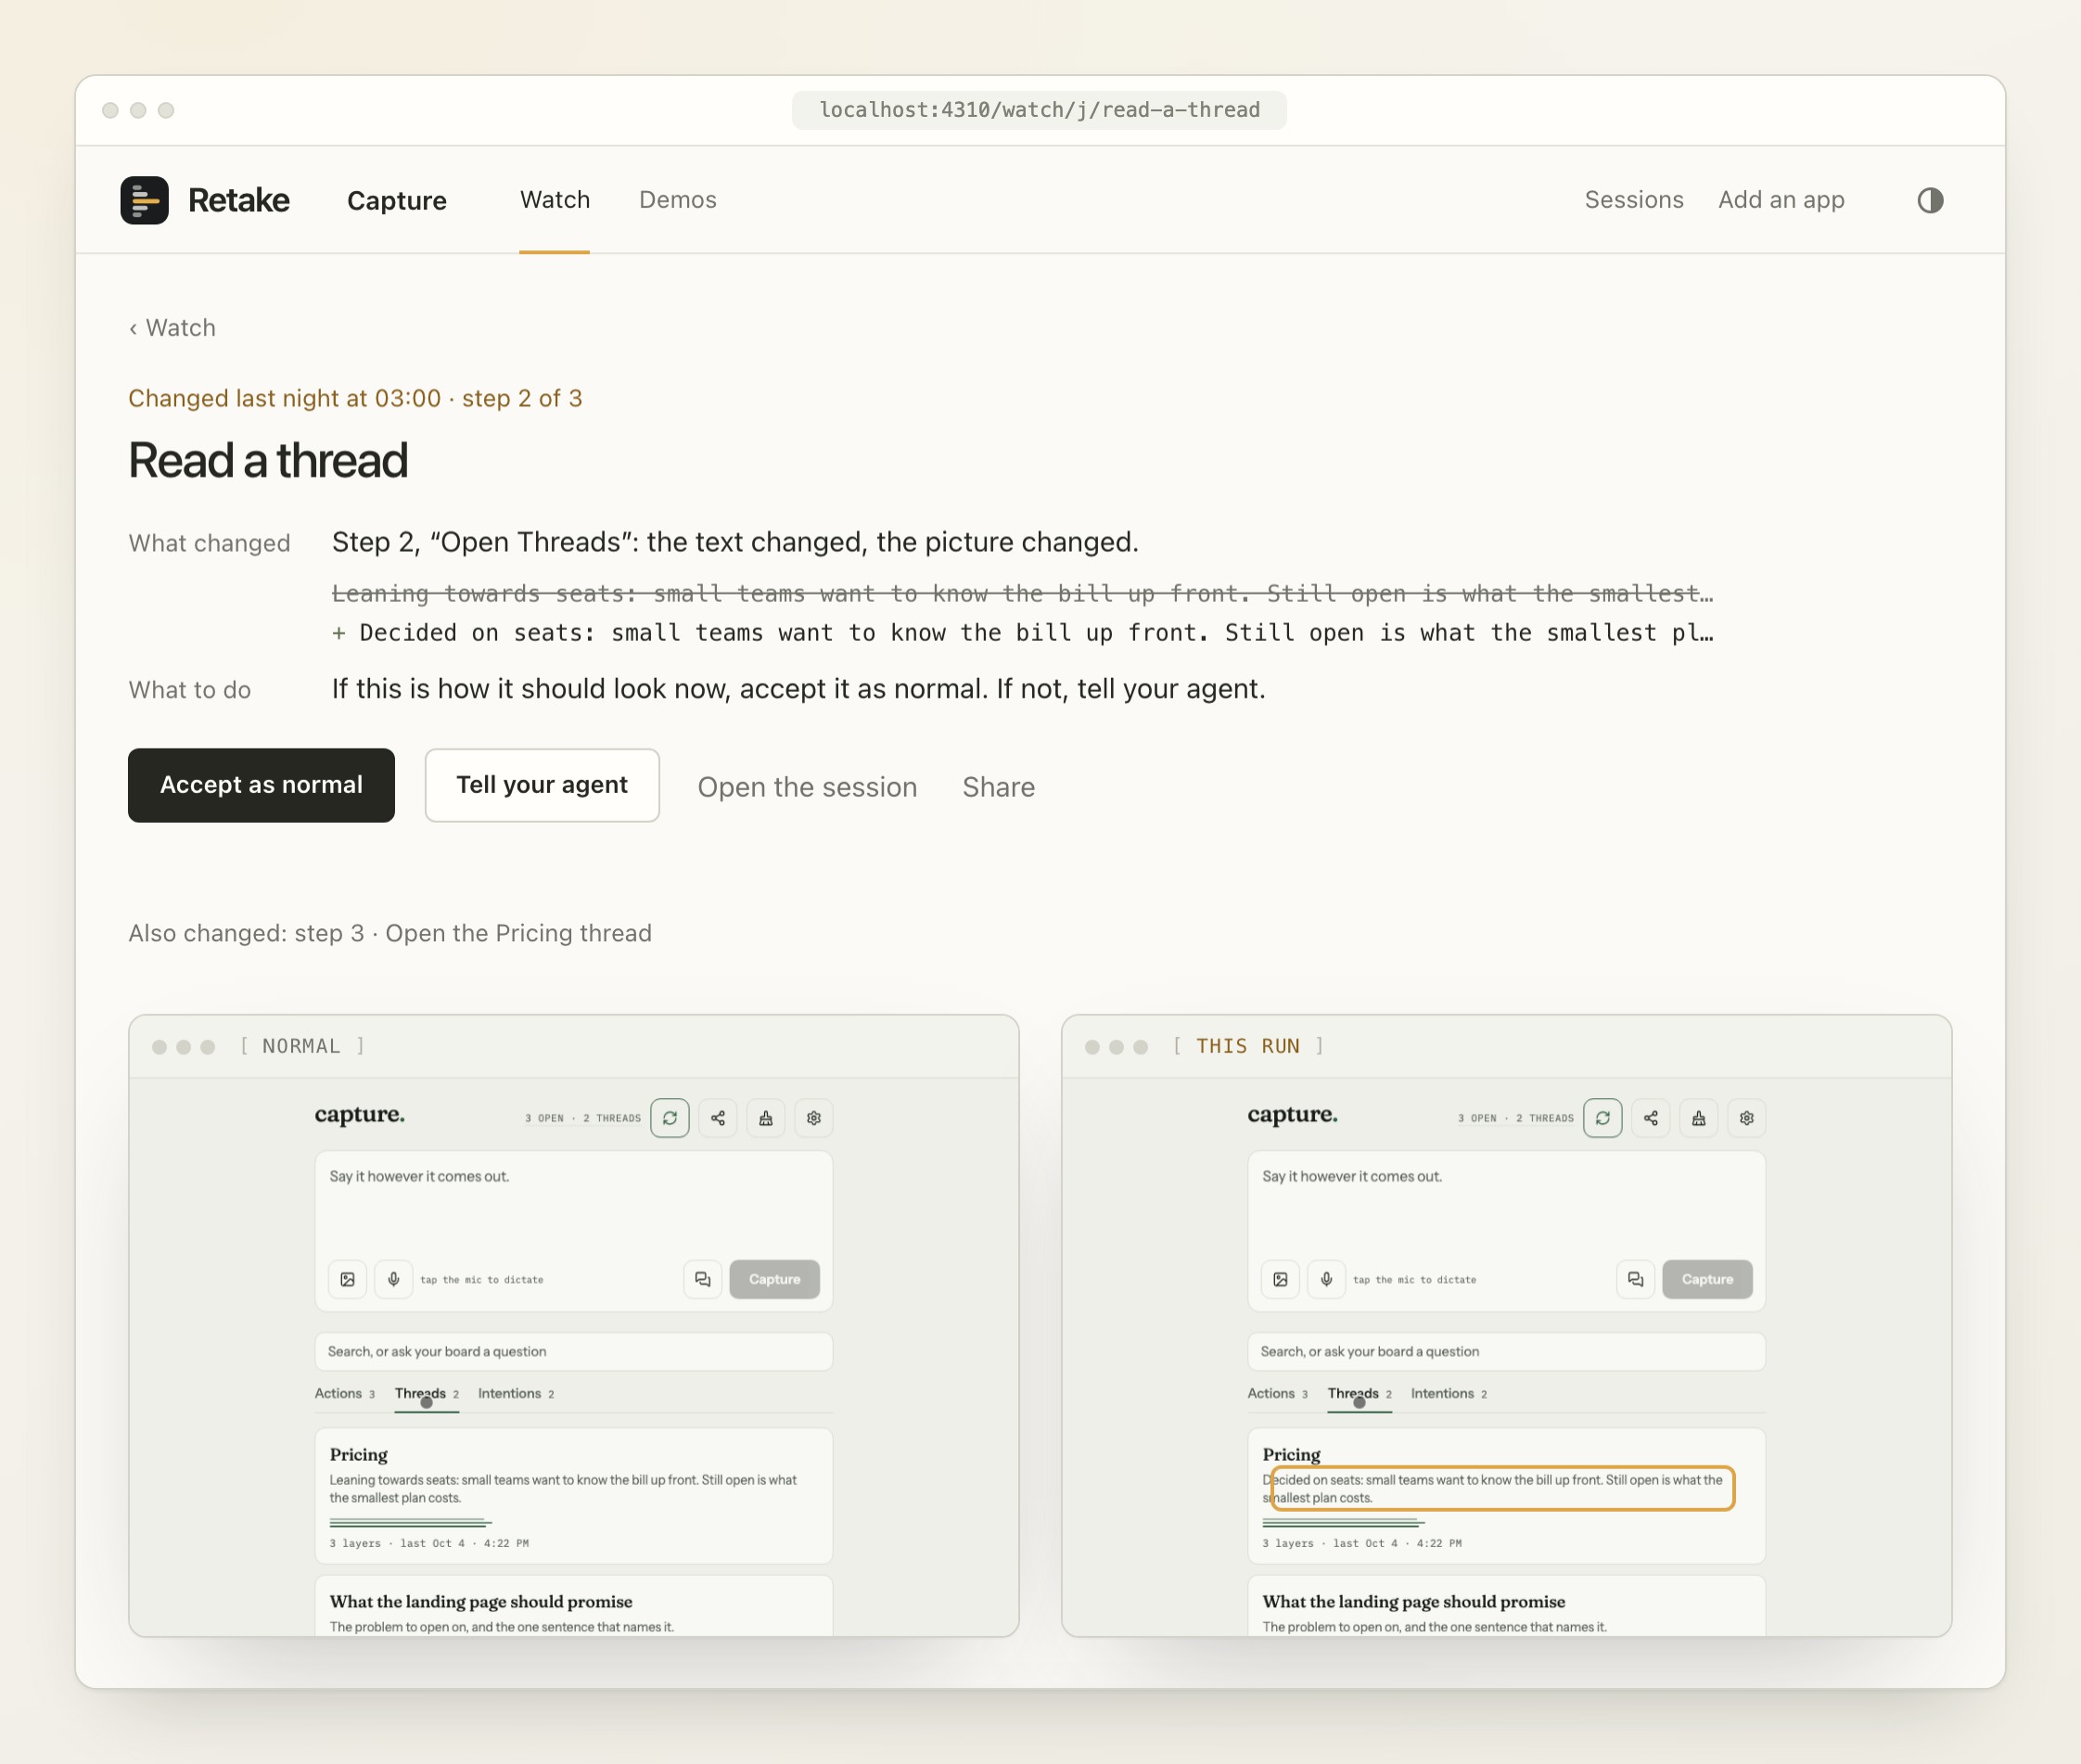 localhost:4310/watch/j/read-a-thread
Retake Capture Watch Demos Sessions Add an app
‹ Watch
Changed last night at 03:00 · step 2 of 3
Read a thread
What changed Step 2, “Open Threads”: the text changed, the picture changed.
Leaning towards seats: small teams want to know the bill up front. Still open is what the smallest…
+ Decided on seats: small teams want to know the bill up front. Still open is what the smallest pl…
What to do If this is how it should look now, accept it as normal. If not, tell your agent.
Accept as normal Tell your agent Open the session Share
Also changed: step 3 · Open the Pricing thread
[ NORMAL ]
capture. 3 OPEN · 2 THREADS
Say it however it comes out.
tap the mic to dictate Capture
Search, or ask your board a question
Actions 3 Threads 2 Intentions 2
Pricing
Leaning towards seats: small teams want to know the bill up front. Still open is what
the smallest plan costs.
3 layers · last Oct 4 · 4:22 PM
What the landing page should promise
The problem to open on, and the one sentence that names it.
[ THIS RUN ]
capture. 3 OPEN · 2 THREADS
Say it however it comes out.
tap the mic to dictate Capture
Search, or ask your board a question
Actions 3 Threads 2 Intentions 2
Pricing
Decided on seats: small teams want to know the bill up front. Still open is what the
smallest plan costs.
3 layers · last Oct 4 · 4:22 PM
What the landing page should promise
The problem to open on, and the one sentence that names it.